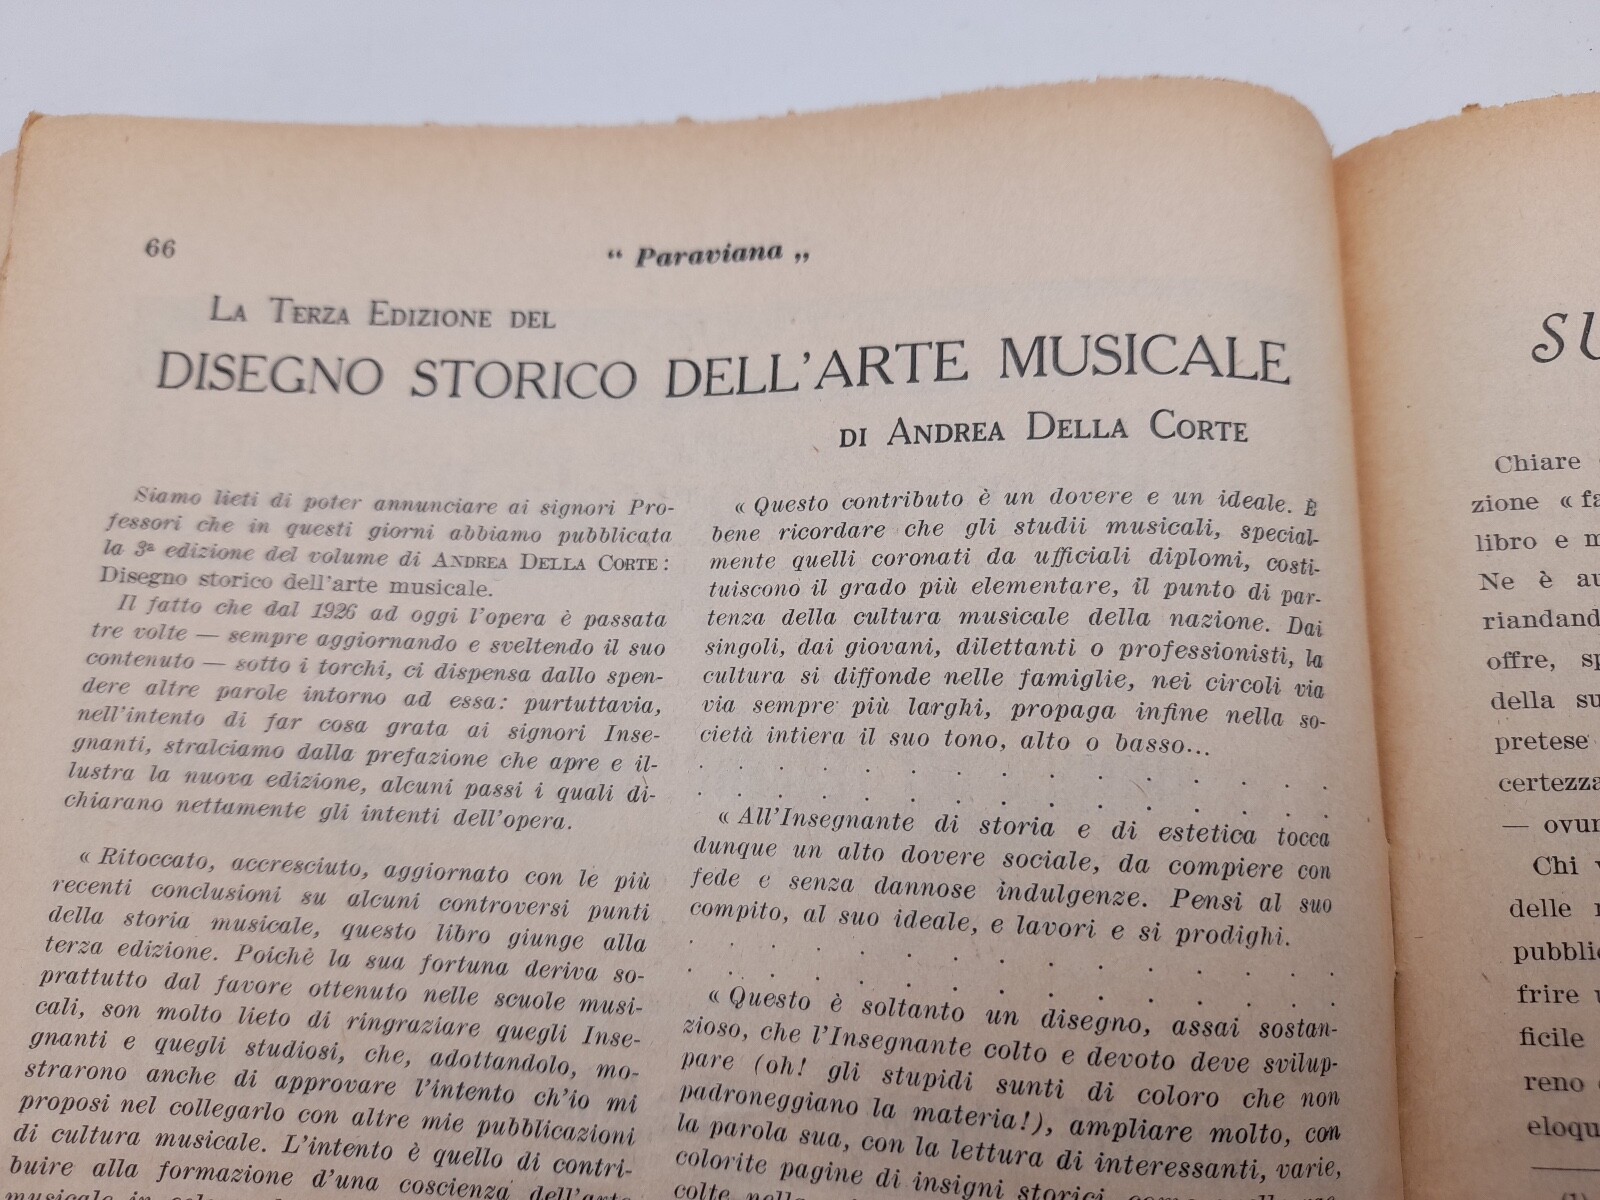 66
“ Paraviana „
La Terza Edizione del
DISEGNO STORICO DELL'ARTE MUSICALE
di Andrea Della Corte
Siamo lieti di poter annunciare ai signori Pro-
fessori che in questi giorni abbiamo pubblicata
la 3ª edizione del volume di Andrea Della Corte:
Disegno storico dell'arte musicale.
Il fatto che dal 1926 ad oggi l'opera è passata
tre volte — sempre aggiornando e sveltendo il suo
contenuto — sotto i torchi, ci dispensa dallo spen-
dere altre parole intorno ad essa: purtuttavia,
nell'intento di far cosa grata ai signori Inse-
gnanti, stralciamo dalla prefazione che apre e il-
lustra la nuova edizione, alcuni passi i quali di-
chiarano nettamente gli intenti dell'opera.
« Ritoccato, accresciuto, aggiornato con le più
recenti conclusioni su alcuni controversi punti
della storia musicale, questo libro giunge alla
terza edizione. Poichè la sua fortuna deriva so-
prattutto dal favore ottenuto nelle scuole musi-
cali, son molto lieto di ringraziare quegli Inse-
gnanti e quegli studiosi, che, adottandolo, mo-
strarono anche di approvare l'intento ch'io mi
proposi nel collegarlo con altre mie pubblicazioni
di cultura musicale. L'intento è quello di contri-
buire alla formazione d'una coscienza dell'arte
musicale in
« Questo contributo è un dovere e un ideale. È
bene ricordare che gli studii musicali, special-
mente quelli coronati da ufficiali diplomi, costi-
tuiscono il grado più elementare, il punto di par-
tenza della cultura musicale della nazione. Dai
singoli, dai giovani, dilettanti o professionisti, la
cultura si diffonde nelle famiglie, nei circoli via
via sempre più larghi, propaga infine nella so-
cietà intiera il suo tono, alto o basso...
. . . . . . . . . . . .
. . . . . . . . . . . .
« All'Insegnante di storia e di estetica tocca
dunque un alto dovere sociale, da compiere con
fede e senza dannose indulgenze. Pensi al suo
compito, al suo ideale, e lavori e si prodighi.
. . . . . . . . . . . .
. . . . . . . . . . . .
« Questo è soltanto un disegno, assai sostan-
zioso, che l'Insegnante colto e devoto deve svilup-
pare (oh! gli stupidi sunti di coloro che non
padroneggiano la materia!), ampliare molto, con
la parola sua, con la lettura di interessanti, varie,
colorite pagine di insigni storici
colte
SU
Chiare
zione « fa
libro e m
Ne è au
riandand
offre, sp
della su
pretese
certezza
— ovun
Chi v
delle
pubblic
frire
ficile
reno
eloqu
(1)